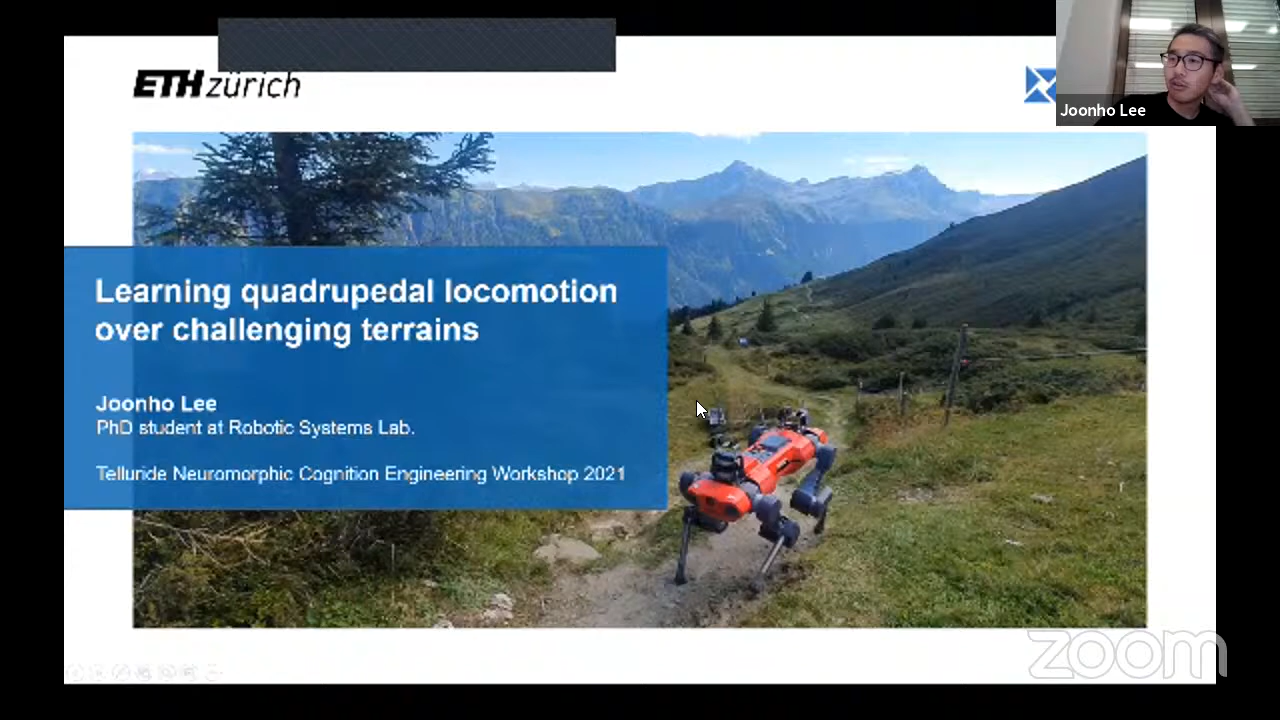 ETH zürich
Joonho Lee
Learning quadrupedal locomotion
over challenging terrains
Joonho Lee
PhD student at Robotic Systems Lab.
Telluride Neuromorphic Cognition Engineering Workshop 2021
zoom